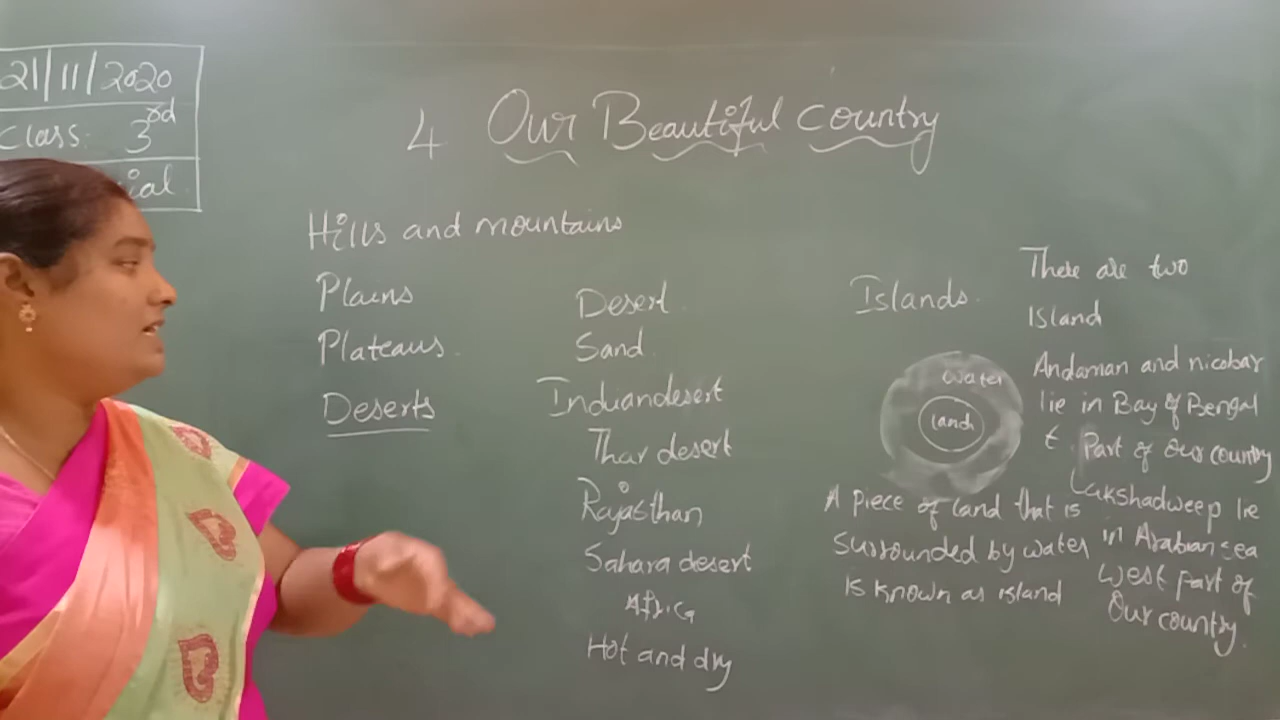 21/11/2020
Class: 3rd
ial
4 Our Beautiful Country
Hills and mountains
Plains
Plateaus
Deserts
Desert
Sand
Indiandesert
Thar desert
Rajasthan
Sahara desert
Africa
Hot and dry
Islands
water
land
A piece of land that is
surrounded by water
is known as island
There are two
Island
Andaman and nicobar
lie in Bay of Bengal
Part of our country
Lakshadweep lie
in Arabian sea
West part of
Our country.